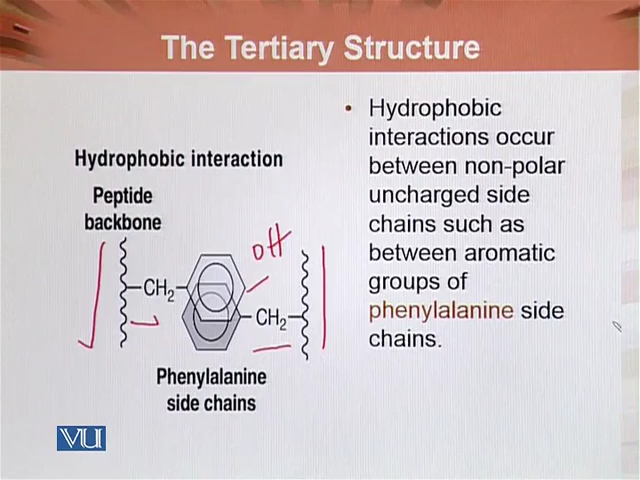 The Tertiary Structure
Hydrophobic interaction
Peptide
backbone
CH2
OH
CH2
Phenylalanine
side chains
• Hydrophobic
interactions occur
between non-polar
uncharged side
chains such as
between aromatic
groups of
phenylalanine side
chains.
VU